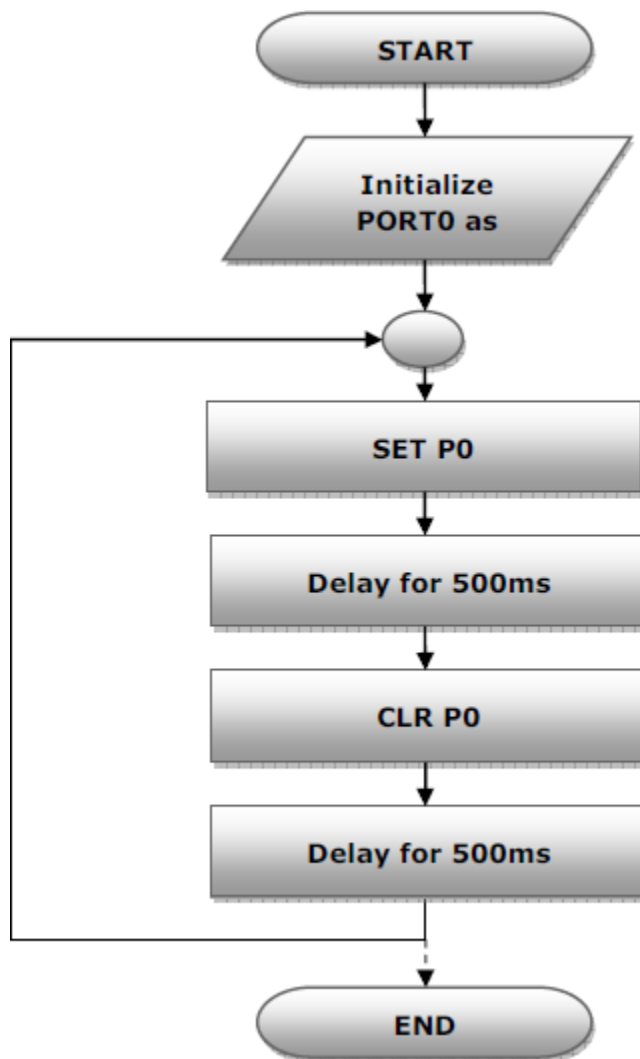 START
Initialize
PORT0 as
SET P0
Delay for 500ms
CLR P0
Delay for 500ms
END